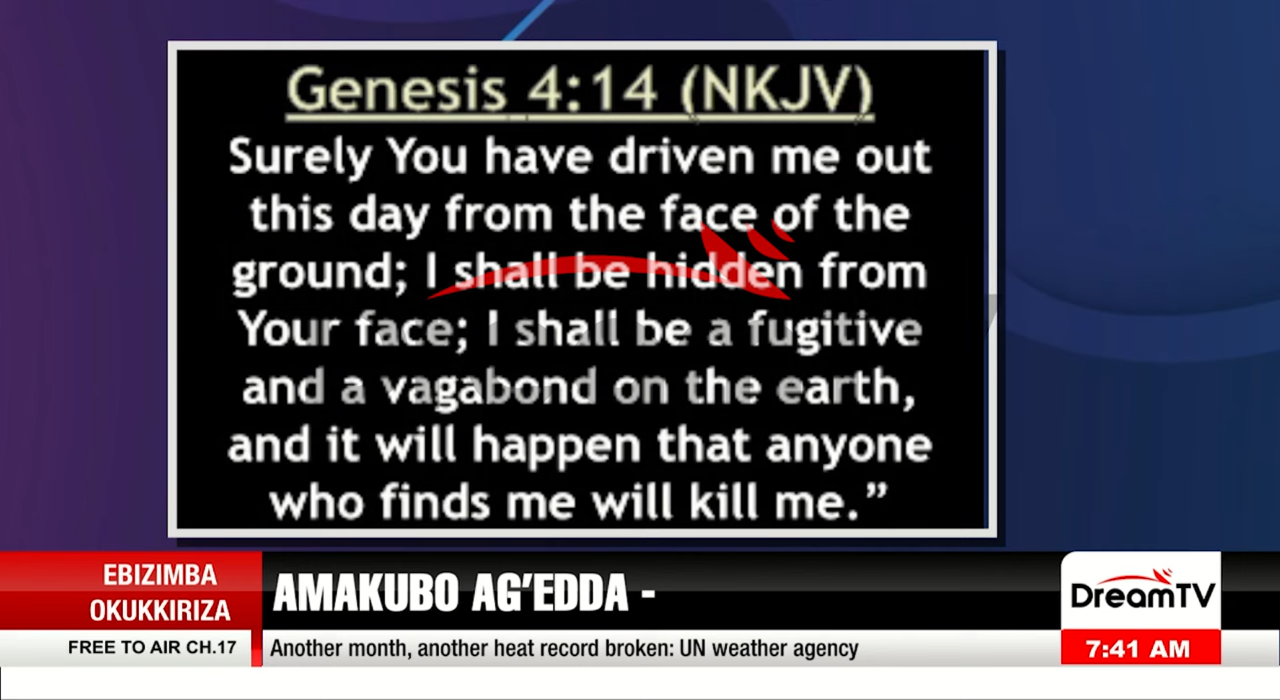 Genesis 4:14 (NKJV)
Surely You have driven me out
this day from the face of the
ground; I shall be hidden from
Your face; I shall be a fugitive
and a vagabond on the earth,
and it will happen that anyone
who finds me will kill me.”
EBIZIMBA
OKUKKIRIZA
AMAKUBO AG’EDDA -
DreamTV
FREE TO AIR CH.17
Another month, another heat record broken: UN weather agency
7:41 AM